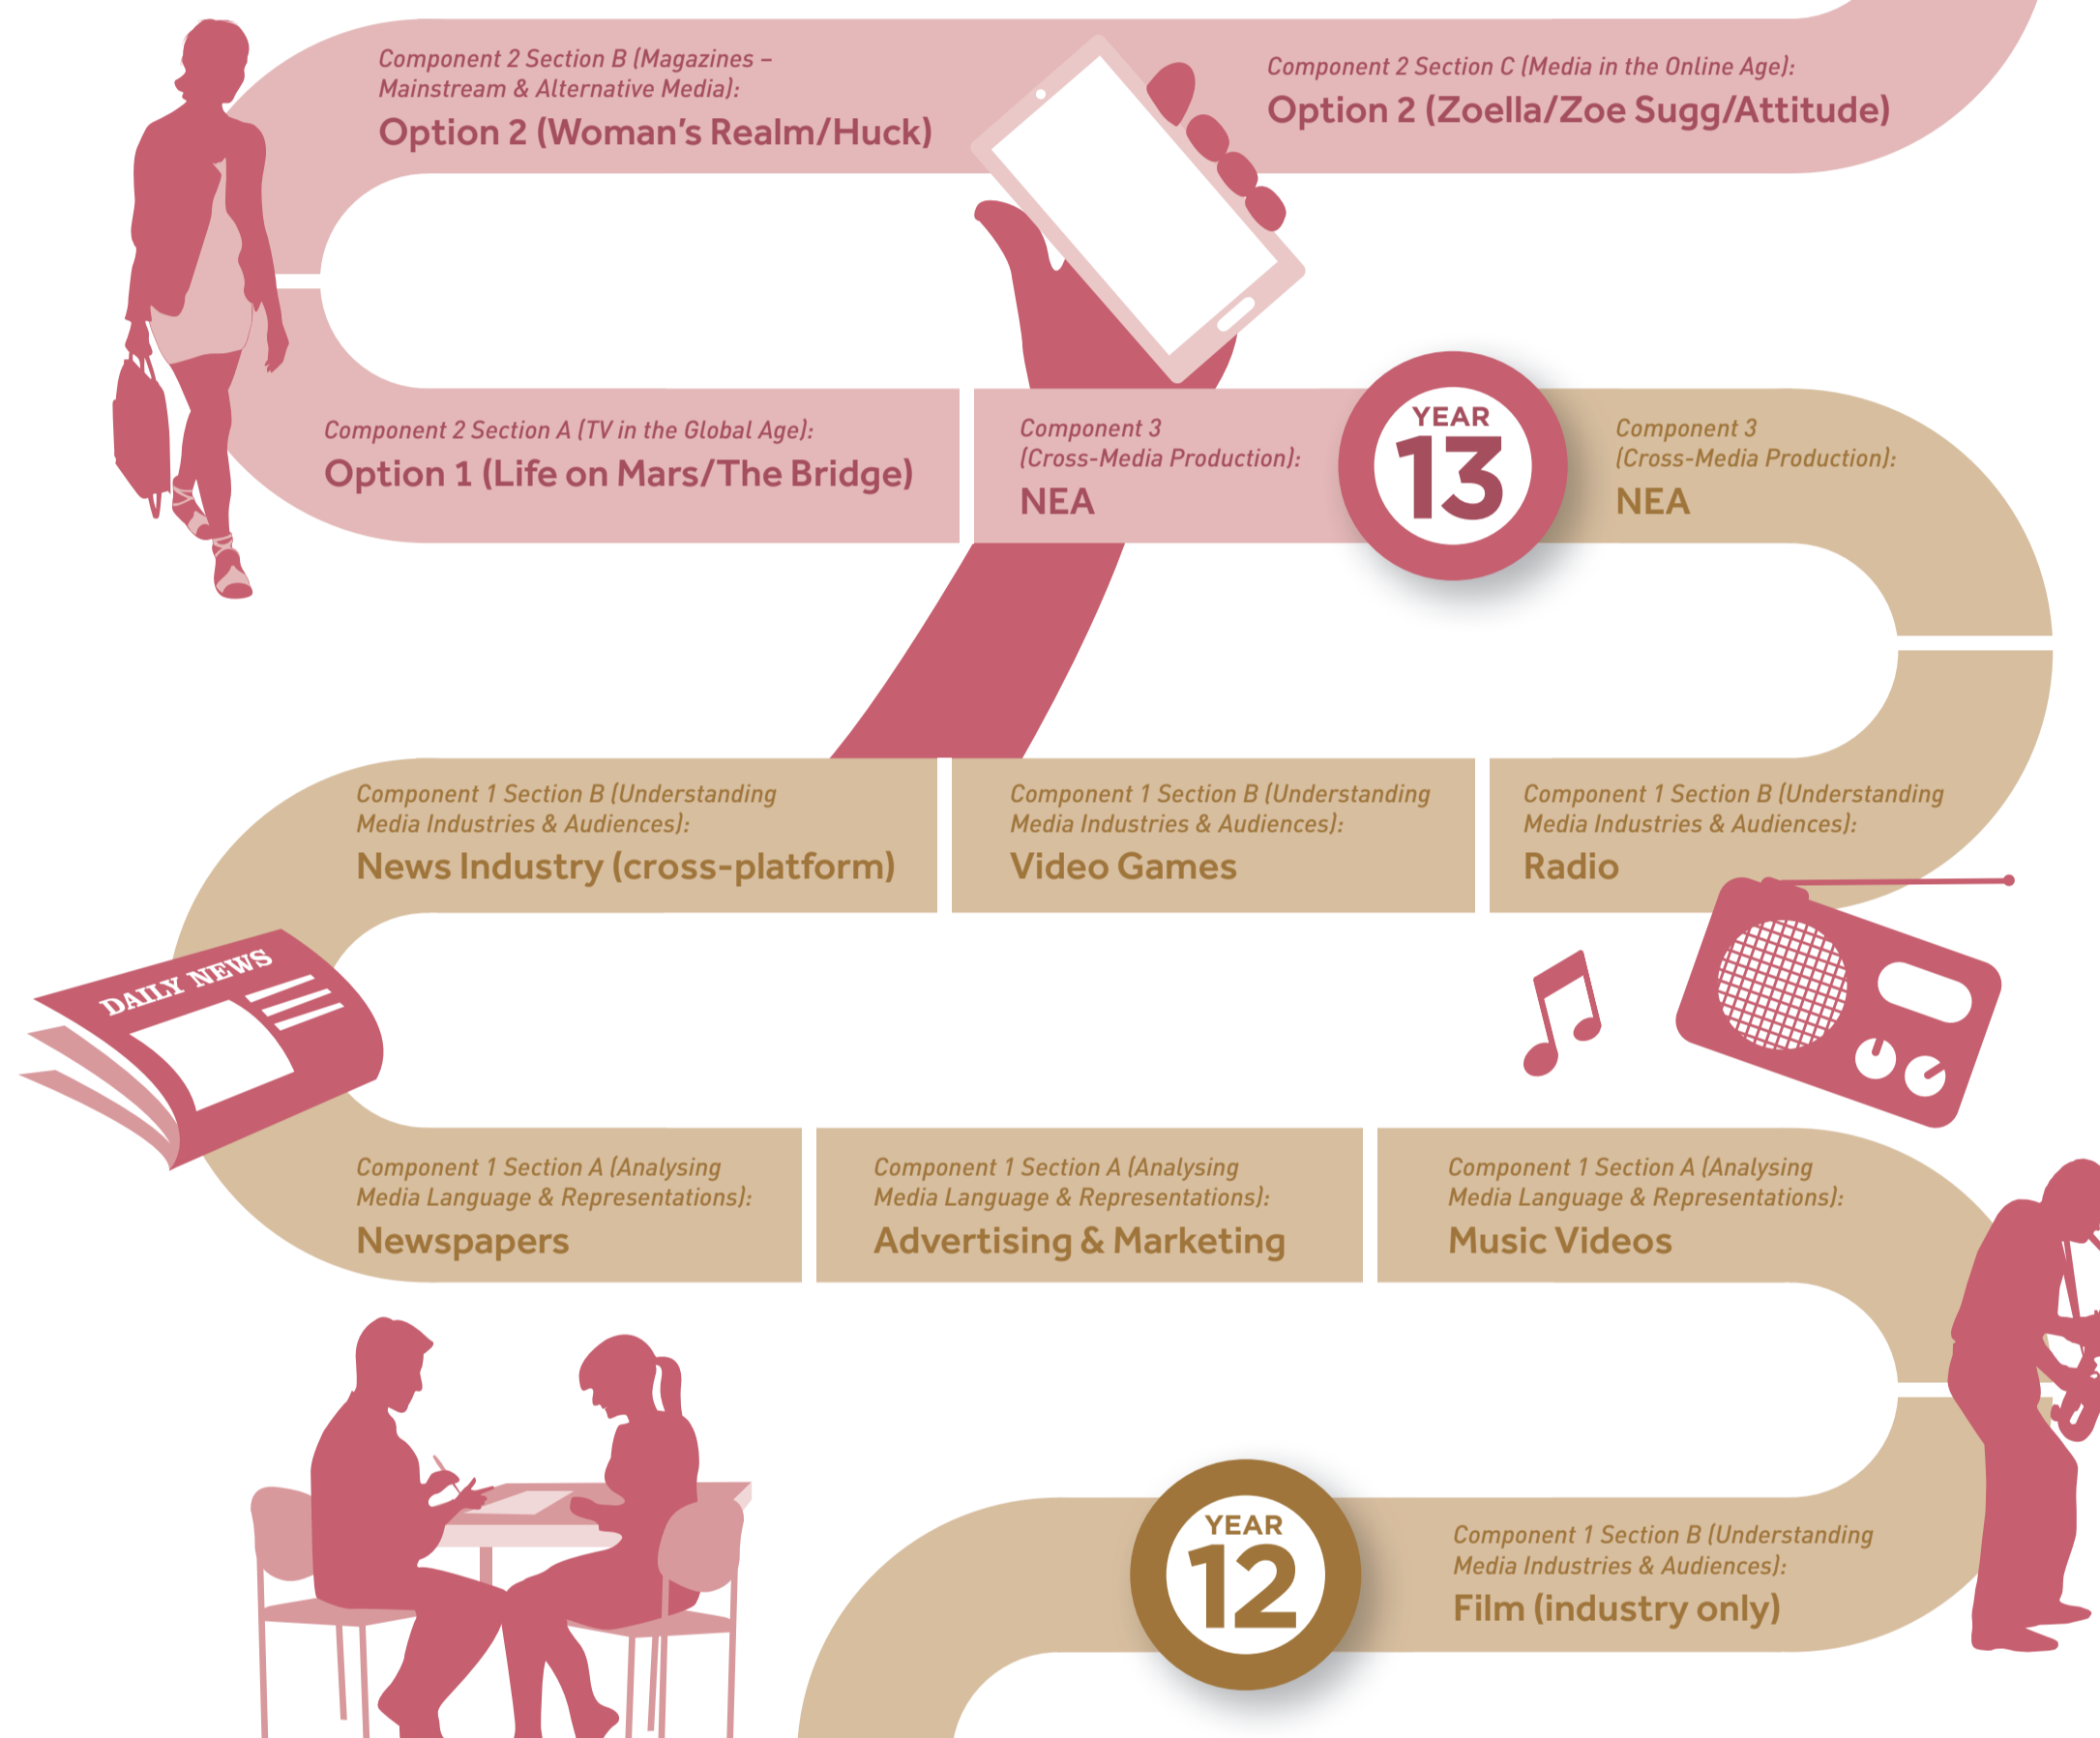 Component 2 Section B (Magazines –
Mainstream & Alternative Media):
Option 2 (Woman's Realm/Huck)
Component 2 Section C (Media in the Online Age):
Option 2 (Zoella/Zoe Sugg/Attitude)
Component 2 Section A (TV in the Global Age):
Option 1 (Life on Mars/The Bridge)
Component 3
(Cross-Media Production):
NEA
YEAR
13
Component 3
(Cross-Media Production):
NEA
Component 1 Section B (Understanding
Media Industries & Audiences):
News Industry (cross-platform)
Component 1 Section B (Understanding
Media Industries & Audiences):
Video Games
Component 1 Section B (Understanding
Media Industries & Audiences):
Radio
DAILY NEWS
Component 1 Section A (Analysing
Media Language & Representations):
Newspapers
Component 1 Section A (Analysing
Media Language & Representations):
Advertising & Marketing
Component 1 Section A (Analysing
Media Language & Representations):
Music Videos
YEAR
12
Component 1 Section B (Understanding
Media Industries & Audiences):
Film (industry only)